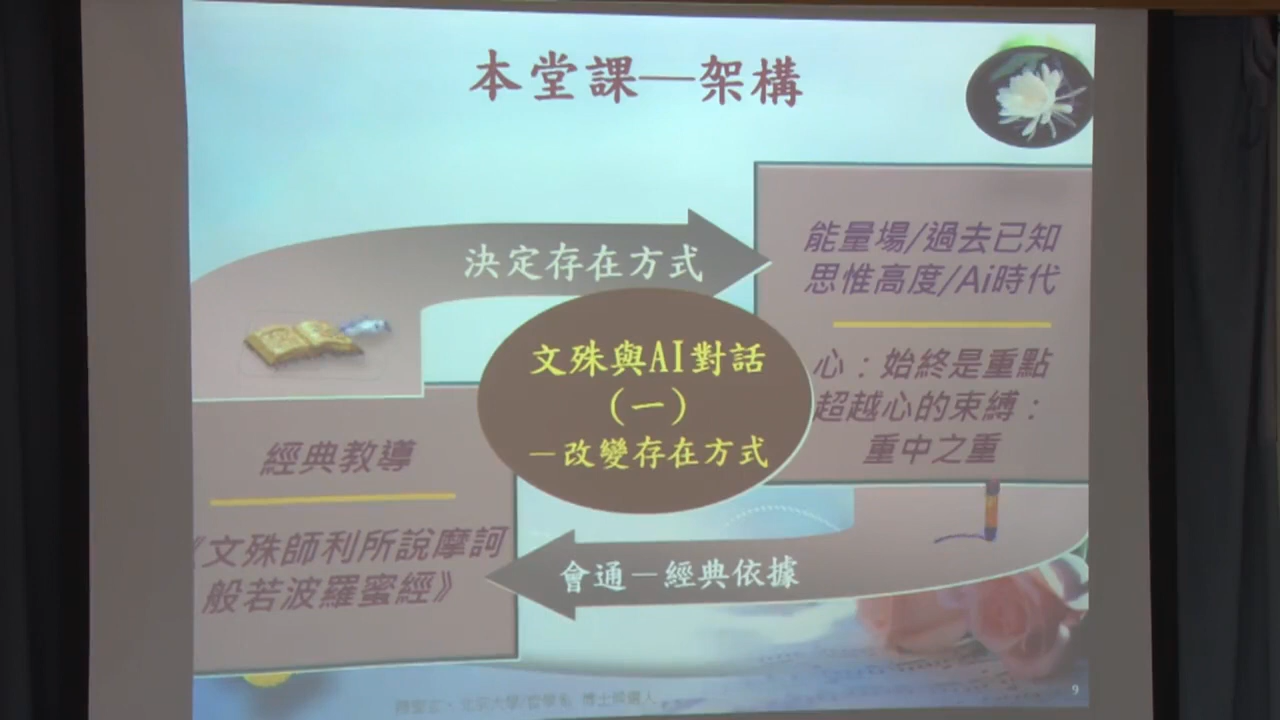 本堂課—架構
決定存在方式
能量場/過去已知
思惟高度/Ai時代
心：始終是重點
超越心的束縛：
重中之重
文殊與AI對話
(一)
–改變存在方式
經典教導
《文殊師利所說摩訶
般若波羅蜜經》
會通–經典依據
9